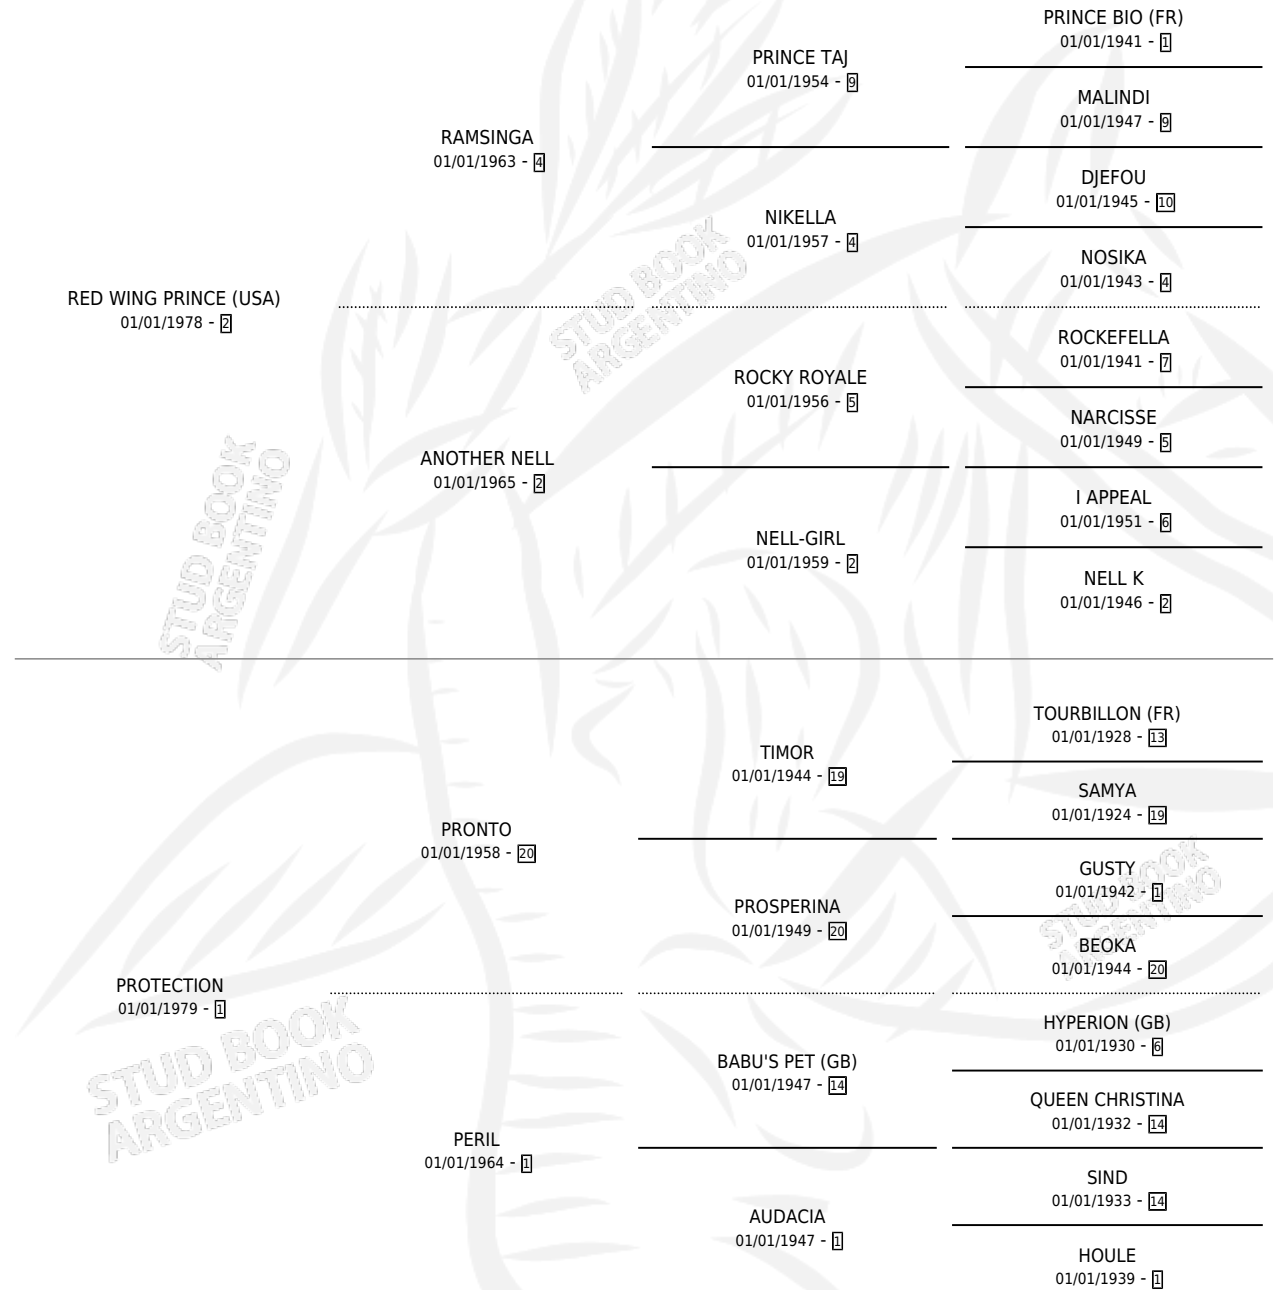 PRINCE BIO (FR)
01/01/1941 - 1
PRINCE TAJ
01/01/1954 - 9
MALINDI
01/01/1947 - 9
RAMSINGA
01/01/1963 - 4
DJEFOU
01/01/1945 - 10
NIKELLA
01/01/1957 - 4
NOSIKA
01/01/1943 - 4
RED WING PRINCE (USA)
01/01/1978 - 2
ROCKEFELLA
01/01/1941 - 7
ROCKY ROYALE
01/01/1956 - 5
NARCISSE
01/01/1949 - 5
ANOTHER NELL
01/01/1965 - 2
I APPEAL
01/01/1951 - 6
NELL-GIRL
01/01/1959 - 2
NELL K
01/01/1946 - 2
TOURBILLON (FR)
01/01/1928 - 13
TIMOR
01/01/1944 - 19
SAMYA
01/01/1924 - 19
PRONTO
01/01/1958 - 20
GUSTY
01/01/1942 - 1
PROSPERINA
01/01/1949 - 20
BEOKA
01/01/1944 - 20
PROTECTION
01/01/1979 - 1
HYPERION (GB)
01/01/1930 - 6
BABU'S PET (GB)
01/01/1947 - 14
QUEEN CHRISTINA
01/01/1932 - 14
PERIL
01/01/1964 - 1
SIND
01/01/1933 - 14
AUDACIA
01/01/1947 - 1
HOULE
01/01/1939 - 1
STUD BOOK
ARGENTINO
STUD BOOK
ARGENTINO
STUD BOOK
ARGENTINO
STUD BOOK
ARGENTINO